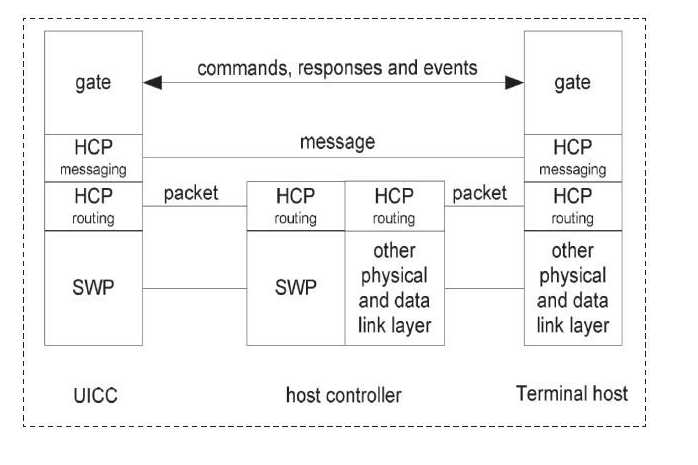 commands, responses and events
gate
gate
HCP
messaging
message
HCP
messaging
HCP
routing
packet
HCP
routing
HCP
routing
packet
HCP
routing
SWP
SWP
other
physical
and data
link layer
other
physical
and data
link layer
UICC
host controller
Terminal host